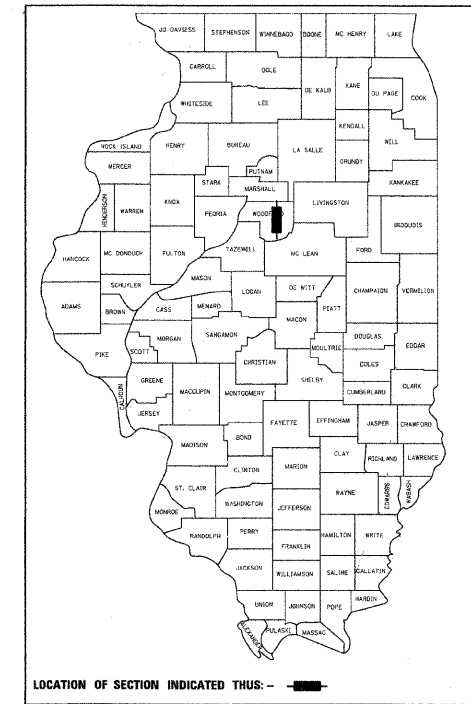 JO DAVIESS STEPHENSON WINNEBAGO BOONE MC HENRY LAKE
CARROLL OGLE
DE KALB KANE DU PAGE COOK
WHITESIDE LEE
KENDALL WILL
ROCK ISLAND HENRY BUREAU LA SALLE
MERCER PUTNAM GRUNDY
STARK MARSHALL KANKAKEE
HENDERSON WARREN KNOX PEORIA LIVINGSTON IROQUOIS
HANCOCK MC DONOUGH FULTON TAZEWELL MC LEAN FORD
SCHUYLER MASON DE WITT CHAMPAIGN VERMILION
ADAMS BROWN CASS MENARD LOGAN PIATT
MACON
PIKE SCOTT MORGAN SANGAMON MOULTRIE DOUGLAS EDGAR
CHRISTIAN COLES
CALHOUN GREENE MACOUPIN MONTGOMERY SHELBY CUMBERLAND CLARK
JERSEY
FAYETTE EFFINGHAM JASPER CRAWFORD
MADISON BOND
CLAY RICHLAND LAWRENCE
CLINTON MARION
ST. CLAIR WAYNE EDWARDS WABASH
MONROE WASHINGTON JEFFERSON
RANDOLPH PERRY HAMILTON WHITE
FRANKLIN
JACKSON WILLIAMSON SALINE GALLATIN
UNION JOHNSON POPE HARDIN
ALEXANDER PULASKI MASSAC
LOCATION OF SECTION INDICATED THUS: -